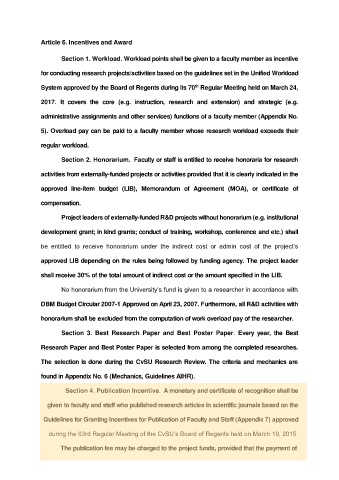 Article 6. Incentives and Award
Section 1. Workload. Workload points shall be given to a faculty member as incentive
for conducting research projects/activities based on the guidelines set in the Unified Workload
System approved by the Board of Regents during its 70th Regular Meeting held on March 24,
2017. It covers the core (e.g. instruction, research and extension) and strategic (e.g.
administrative assignments and other services) functions of a faculty member (Appendix No.
5). Overload pay can be paid to a faculty member whose research workload exceeds their
regular workload.
Section 2. Honorarium. Faculty or staff is entitled to receive honoraria for research
activities from externally-funded projects or activities provided that it is clearly indicated in the
approved line-item budget (LIB), Memorandum of Agreement (MOA), or certificate of
compensation.
Project leaders of externally-funded R&D projects without honorarium (e.g. institutional
development grant; in kind grants; conduct of training, workshop, conference and etc.) shall
be entitled to receive honorarium under the indirect cost or admin cost of the project's
approved LIB depending on the rules being followed by funding agency. The project leader
shall receive 30% of the total amount of indirect cost or the amount specified in the LIB.
No honorarium from the University's fund is given to a researcher in accordance with
DBM Budget Circular 2007-1 Approved on April 23, 2007. Furthermore, all R&D activities with
honorarium shall be excluded from the computation of work overload pay of the researcher.
Section 3. Best Research Paper and Best Poster Paper. Every year, the Best
Research Paper and Best Poster Paper is selected from among the completed researches.
The selection is done during the CvSU Research Review. The criteria and mechanics are
found in Appendix No. 6 (Mechanics, Guidelines AIHR).
Section 4. Publication Incentive. A monetary and certificate of recognition shall be
given to faculty and staff who published research articles in scientific journals based on the
Guidelines for Granting Incentives for Publication of Faculty and Staff (Appendix 7) approved
during the 63rd Regular Meeting of the CvSU's Board of Regents held on March 19, 2015.
The publication fee may be charged to the project funds, provided that the payment of